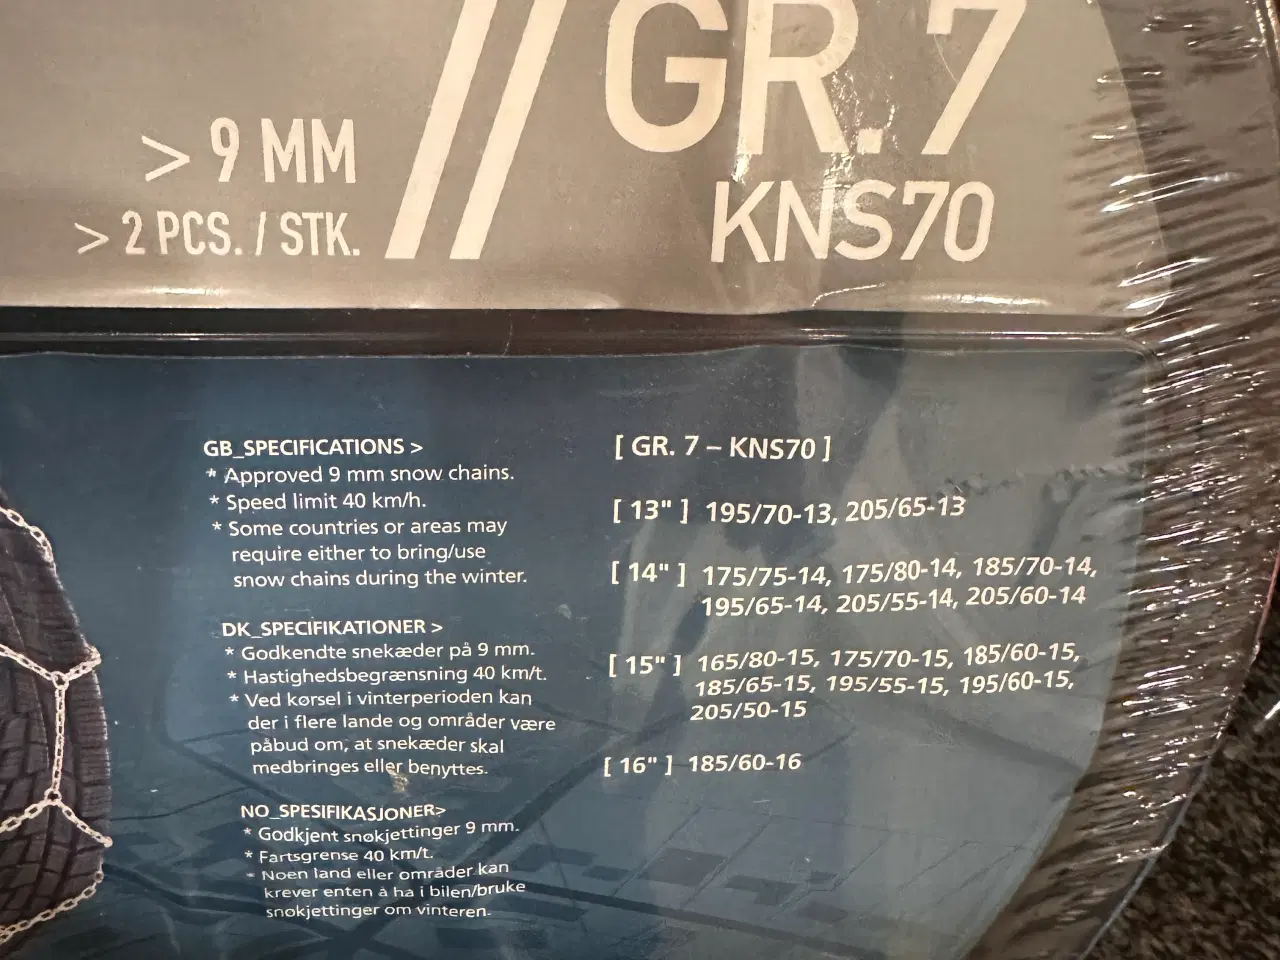 > 9 MM
> 2 PCS. / STK.
GR. 7
KNS70
GB_SPECIFICATIONS >
* Approved 9 mm snow chains.
* Speed limit 40 km/h.
* Some countries or areas may
require either to bring/use
snow chains during the winter.
DK_SPECIFIKATIONER >
* Godkendte snekæder på 9 mm.
* Hastighedsbegrænsning 40 km/t.
* Ved kørsel i vinterperioden kan
der i flere lande og områder være
påbud om, at snekæder skal
medbringes eller benyttes.
NO_SPESIFIKASJONER>
* Godkjent snøkjettinger 9 mm.
* Fartsgrense 40 km/t.
* Noen land eller områder kan
krever enten å ha i bilen/bruke
snøkjettinger om vinteren.
[ GR. 7 – KNS70 ]
[ 13" ] 195/70-13, 205/65-13
[ 14" ] 175/75-14, 175/80-14, 185/70-14,
195/65-14, 205/55-14, 205/60-14
[ 15" ] 165/80-15, 175/70-15, 185/60-15,
185/65-15, 195/55-15, 195/60-15,
205/50-15
[ 16" ] 185/60-16